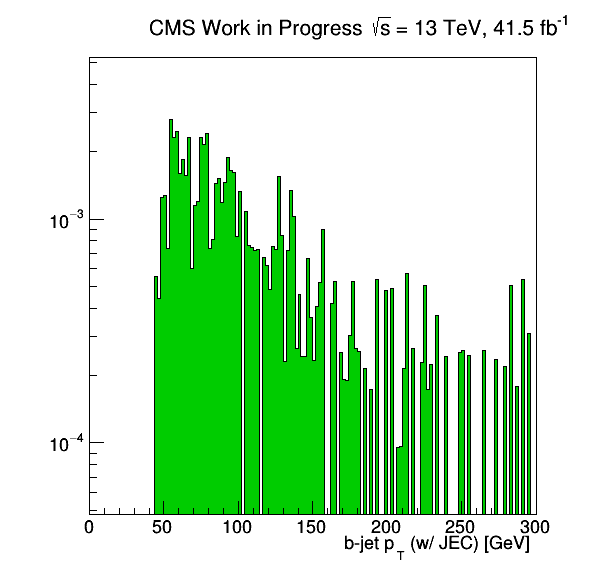 CMS Work in Progress √s = 13 TeV, 41.5 fb⁻¹
10⁻³
10⁻⁴
0 50 100 150 200 250 300
b-jet p_T (w/ JEC) [GeV]